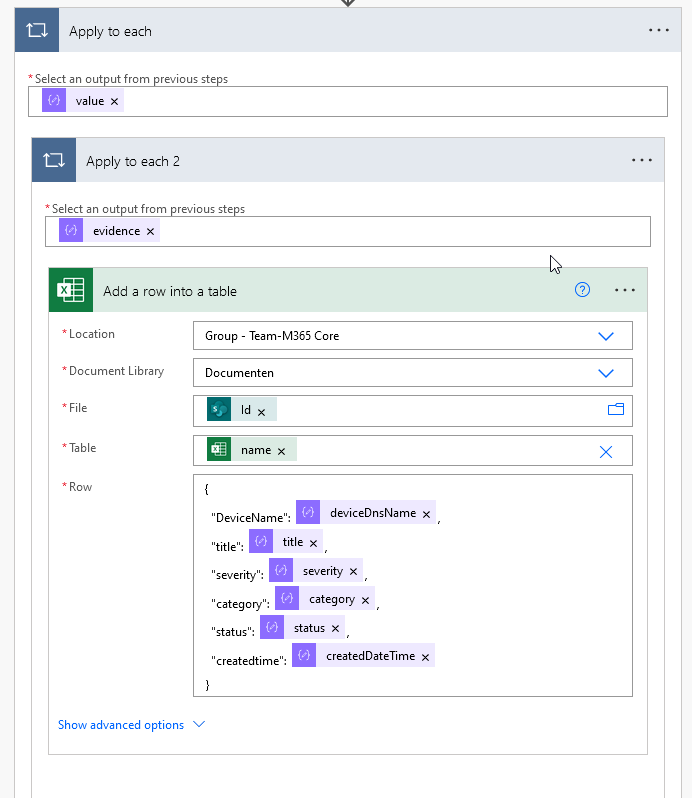 Apply to each
* Select an output from previous steps
value ×
Apply to each 2
* Select an output from previous steps
evidence ×
Add a row into a table
* Location
Group - Team-M365 Core
* Document Library
Documenten
* File
Id ×
* Table
name ×
* Row
{
"DeviceName": deviceDnsName × ,
"title": title × ,
"severity": severity × ,
"category": category × ,
"status": status × ,
"createdtime": createdDateTime ×
}
Show advanced options